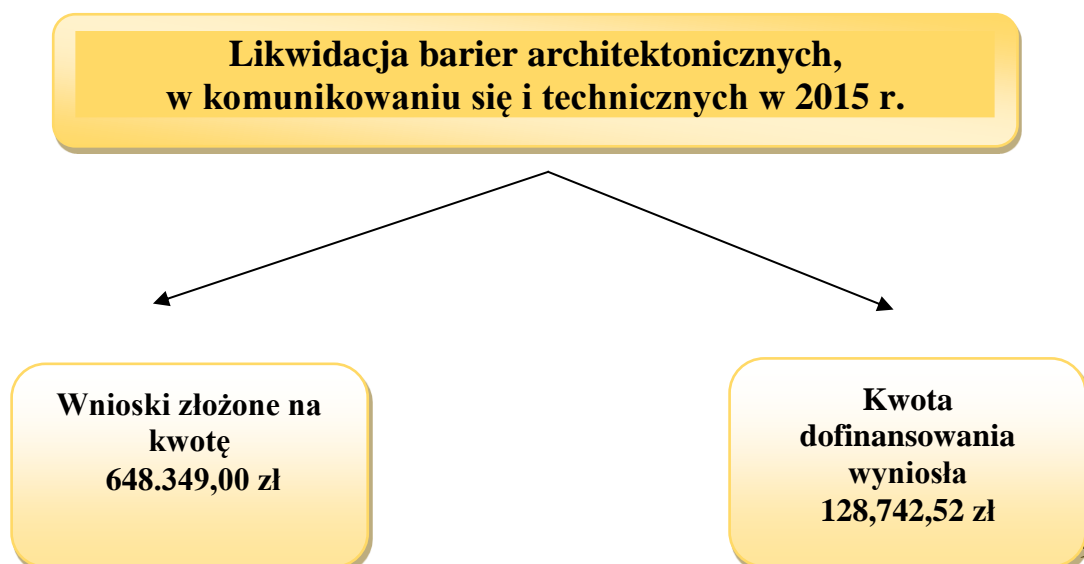 Likwidacja barier architektonicznych,
w komunikowaniu się i technicznych w 2015 r.
Wnioski złożone na
kwotę
648.349,00 zł
Kwota
dofinansowania
wyniosła
128,742,52 zł